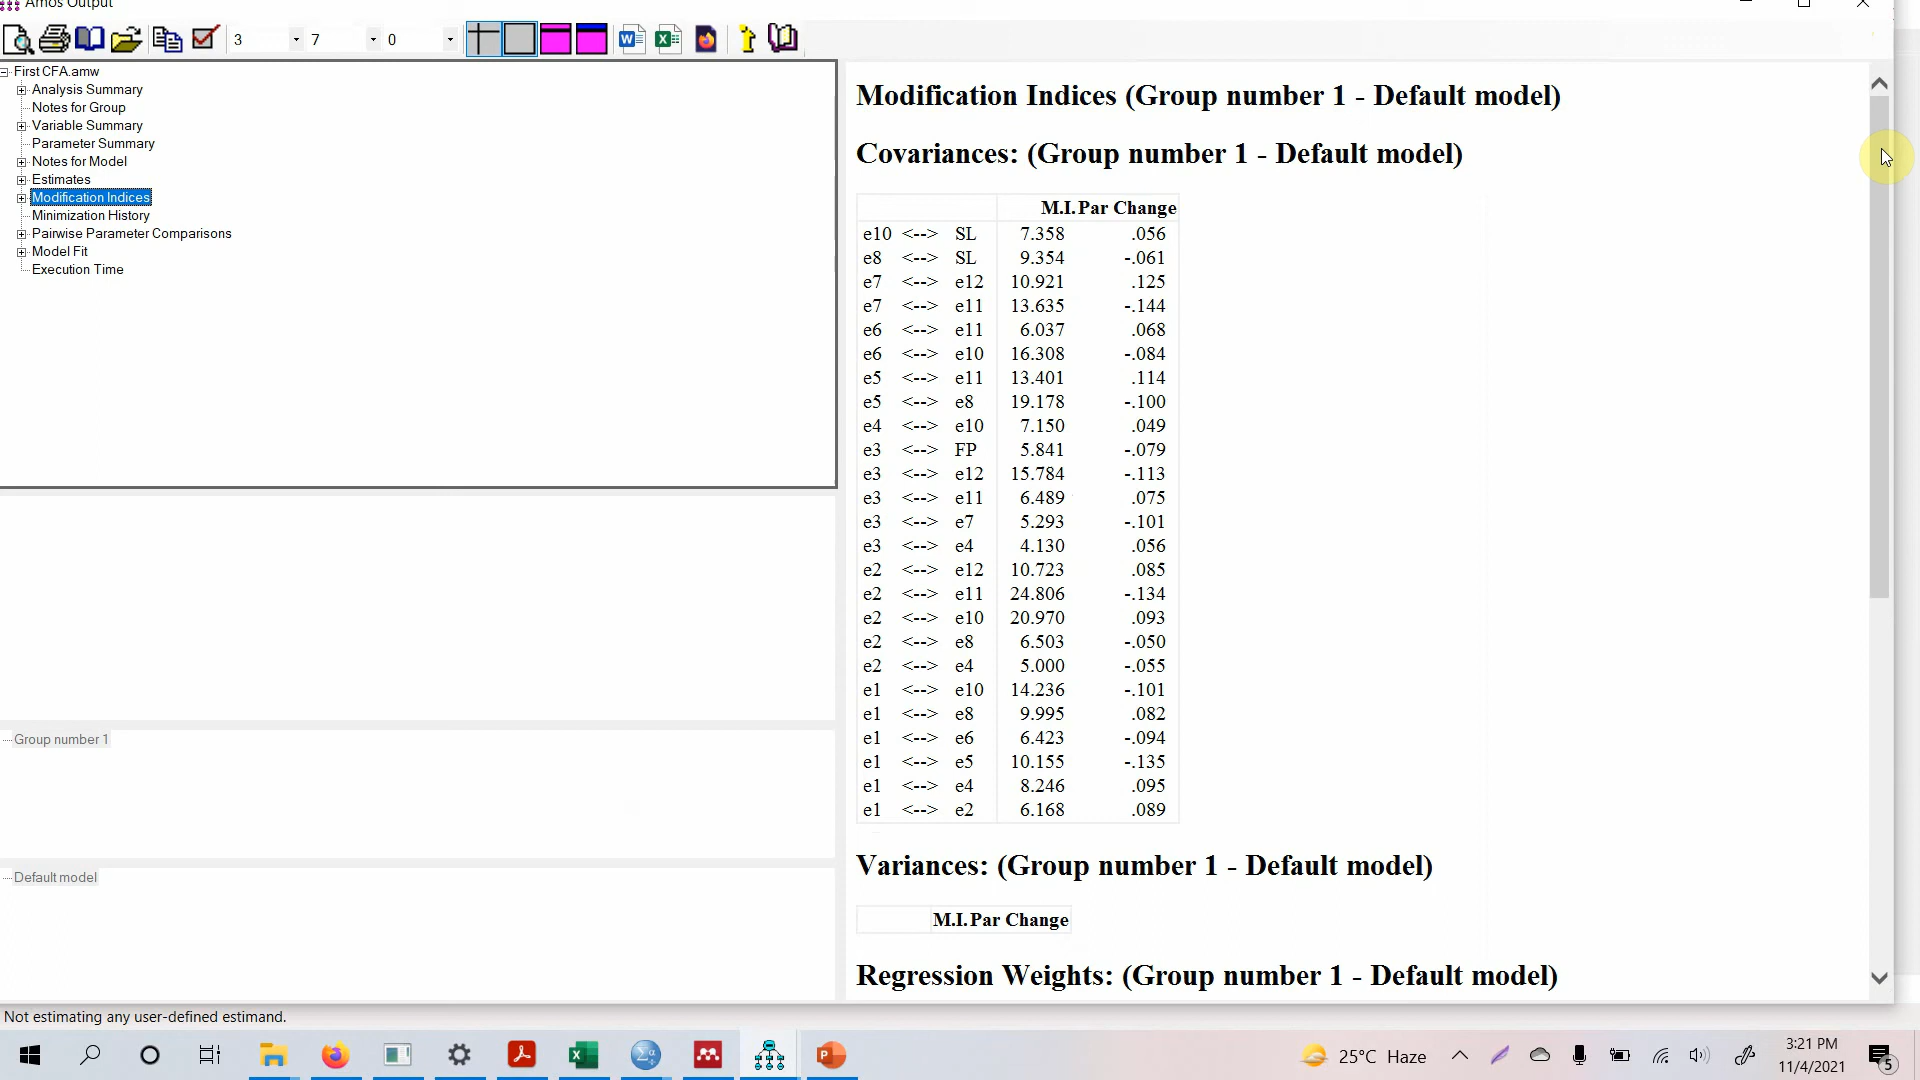 Amos Output
3 7 0
First CFA.amw
Analysis Summary
Notes for Group
Variable Summary
Parameter Summary
Notes for Model
Estimates
Modification Indices
Minimization History
Pairwise Parameter Comparisons
Model Fit
Execution Time
Group number 1
Default model
Modification Indices (Group number 1 - Default model)
Covariances: (Group number 1 - Default model)
M.I. Par Change
e10 <--> SL 7.358 .056
e8 <--> SL 9.354 -.061
e7 <--> e12 10.921 .125
e7 <--> e11 13.635 -.144
e6 <--> e11 6.037 .068
e6 <--> e10 16.308 -.084
e5 <--> e11 13.401 .114
e5 <--> e8 19.178 -.100
e4 <--> e10 7.150 .049
e3 <--> FP 5.841 -.079
e3 <--> e12 15.784 -.113
e3 <--> e11 6.489 .075
e3 <--> e7 5.293 -.101
e3 <--> e4 4.130 .056
e2 <--> e12 10.723 .085
e2 <--> e11 24.806 -.134
e2 <--> e10 20.970 .093
e2 <--> e8 6.503 -.050
e2 <--> e4 5.000 -.055
e1 <--> e10 14.236 -.101
e1 <--> e8 9.995 .082
e1 <--> e6 6.423 -.094
e1 <--> e5 10.155 -.135
e1 <--> e4 8.246 .095
e1 <--> e2 6.168 .089
Variances: (Group number 1 - Default model)
M.I. Par Change
Regression Weights: (Group number 1 - Default model)
Not estimating any user-defined estimand.
25°C Haze
3:21 PM
11/4/2021
5